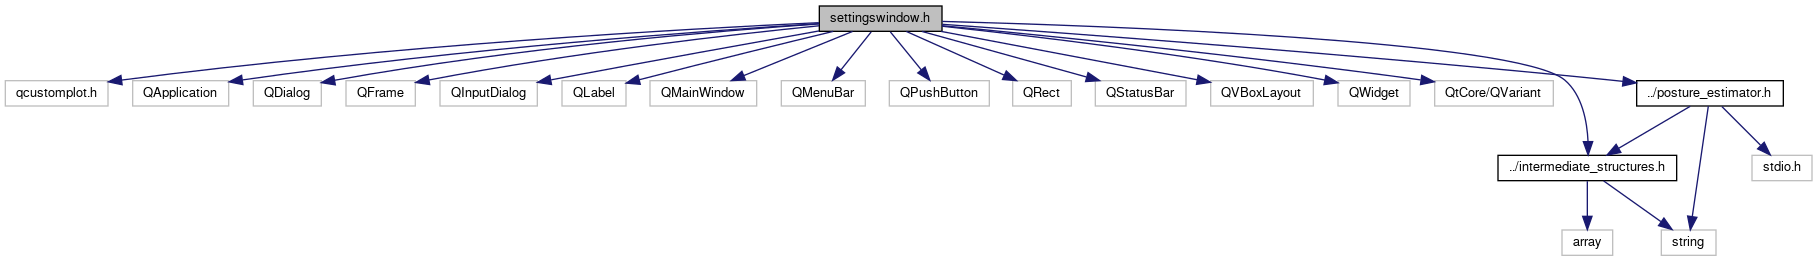 settingswindow.h
qcustomplot.h
QApplication
QDialog
QFrame
QInputDialog
QLabel
QMainWindow
QMenuBar
QPushButton
QRect
QStatusBar
QVBoxLayout
QWidget
QtCore/QVariant
../posture_estimator.h
../intermediate_structures.h
stdio.h
array
string